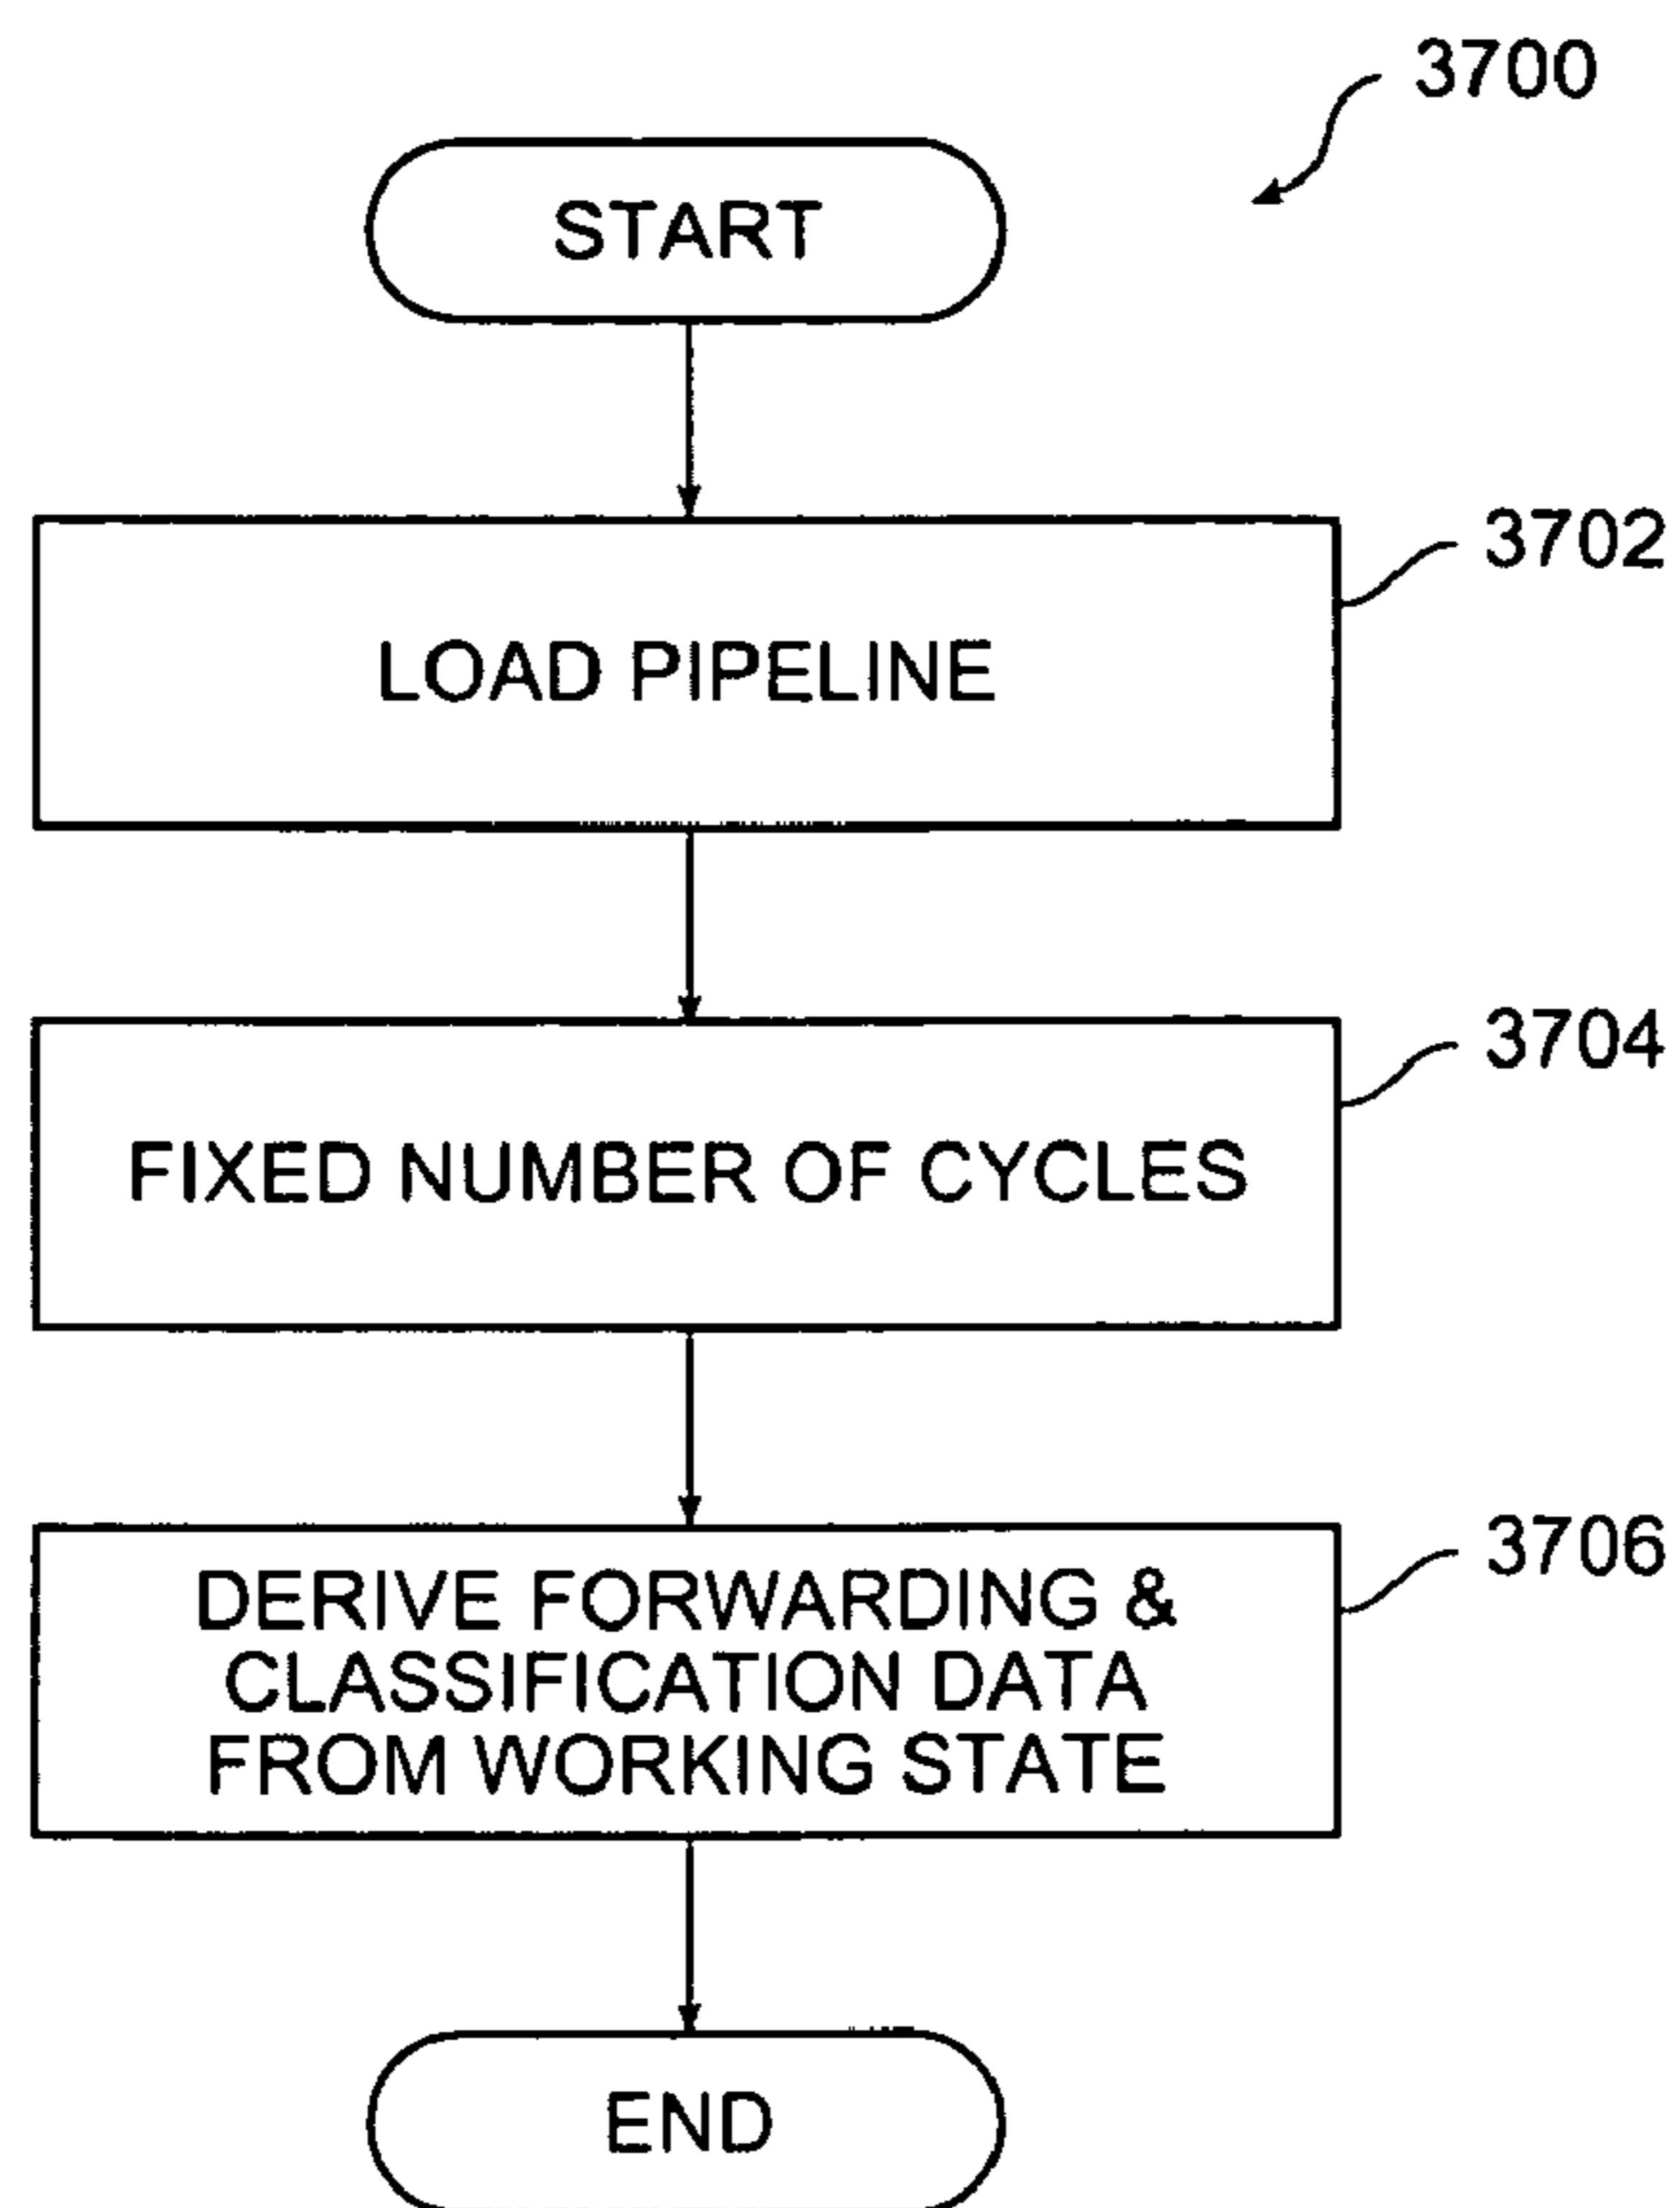 3700
START
3702
LOAD PIPELINE
3704
FIXED NUMBER OF CYCLES
3706
DERIVE FORWARDING &
CLASSIFICATION DATA
FROM WORKING STATE
END